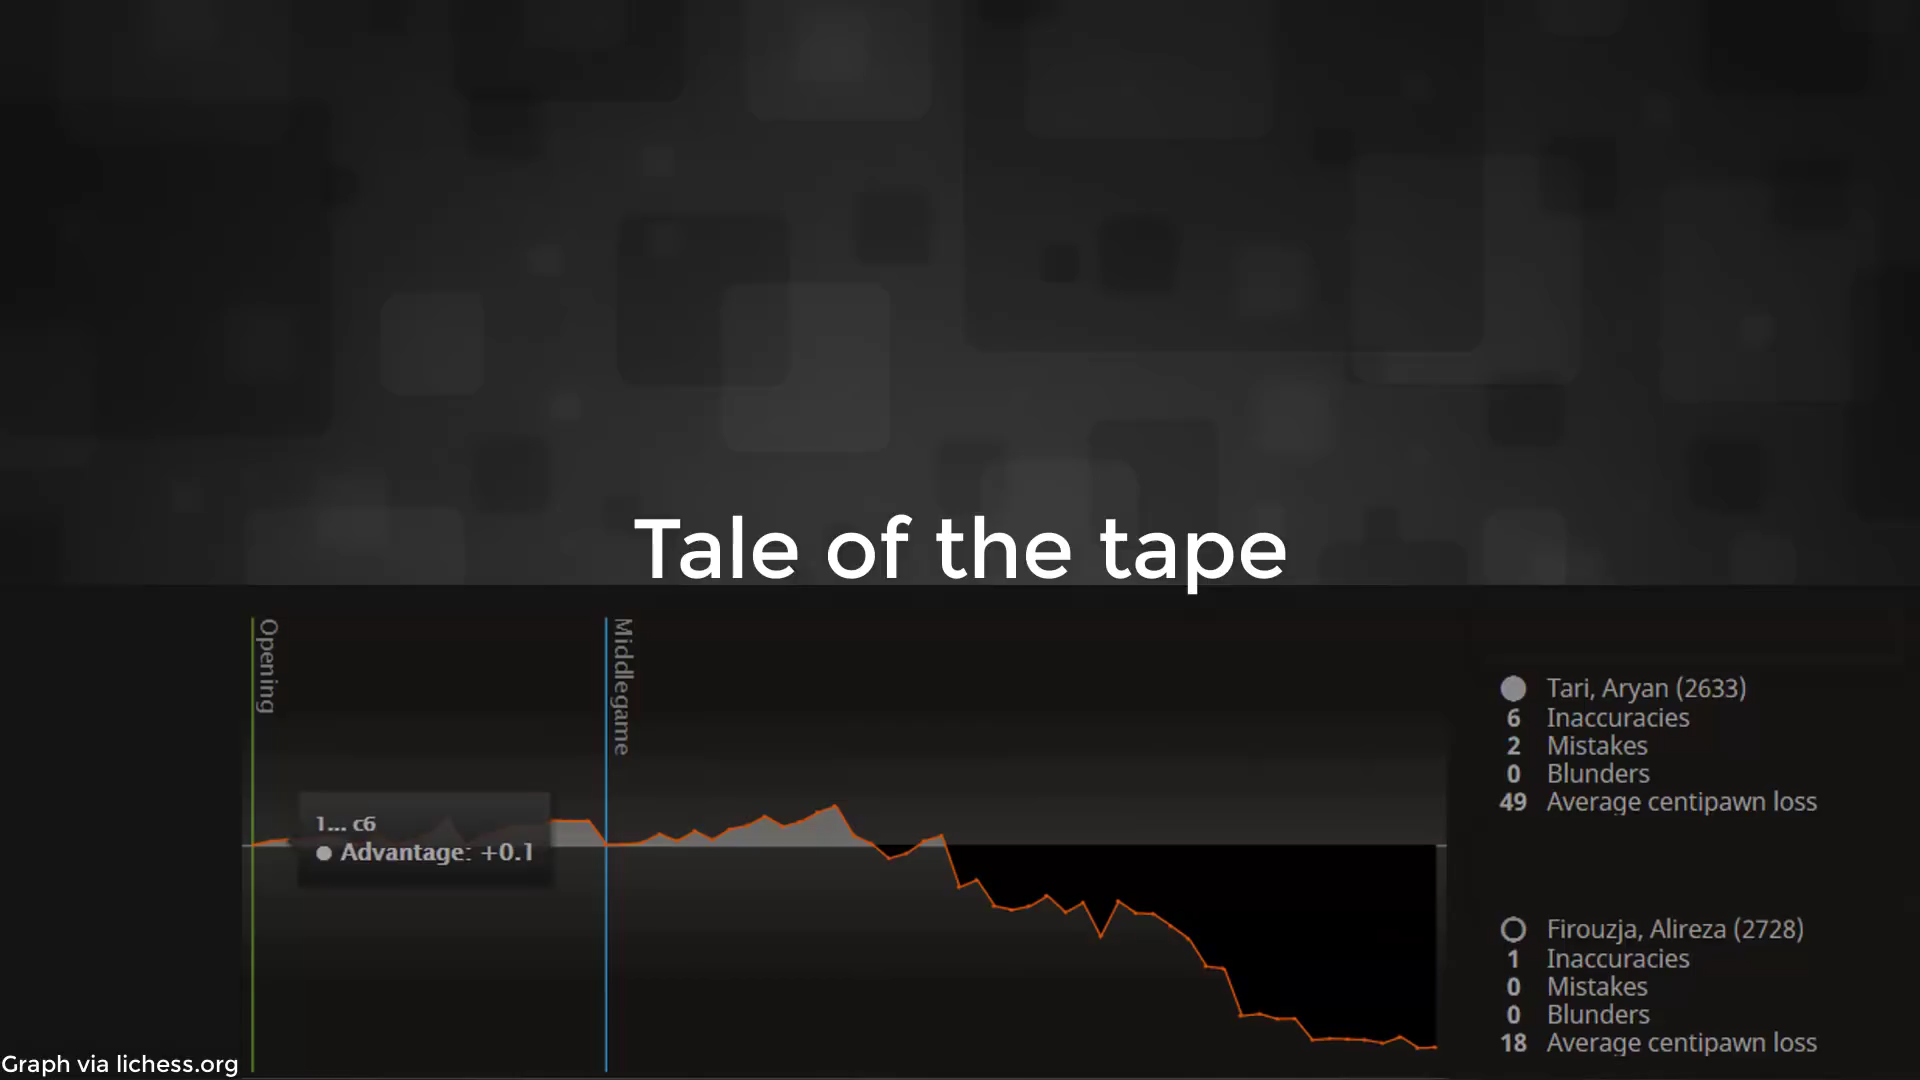 Tale of the tape
Opening
Middlegame
1... c6
Advantage: +0.1
Tari, Aryan (2633)
6 Inaccuracies
2 Mistakes
0 Blunders
49 Average centipawn loss
Firouzja, Alireza (2728)
1 Inaccuracies
0 Mistakes
0 Blunders
18 Average centipawn loss
Graph via lichess.org